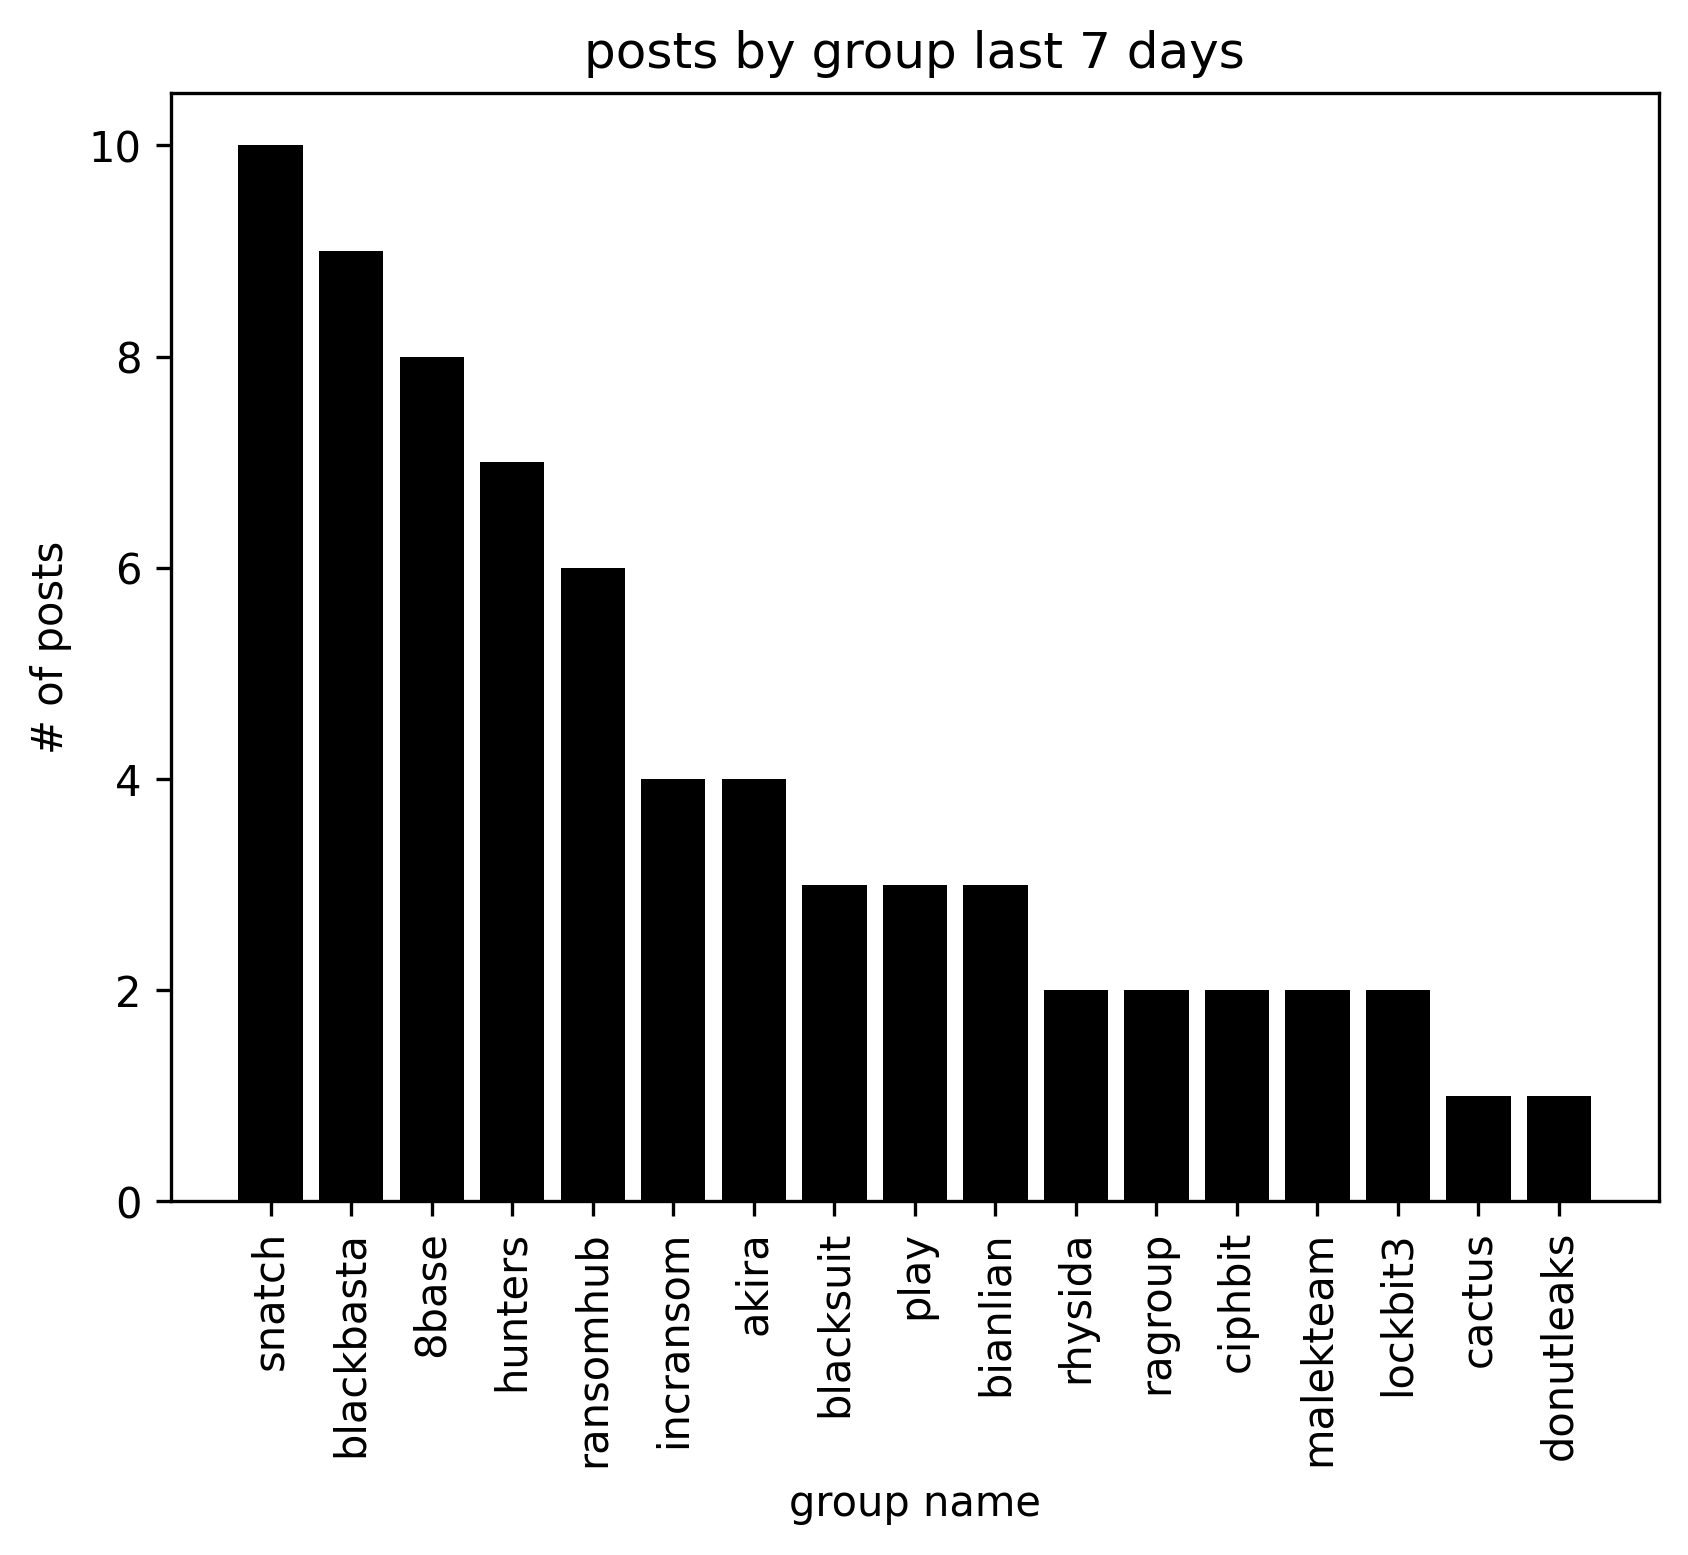 posts by group last 7 days
10
8
6
4
2
0
# of posts
snatch
blackbasta
8base
hunters
ransomhub
incransom
akira
blacksuit
play
bianlian
rhysida
ragroup
ciphbit
malekteam
lockbit3
cactus
donutleaks
group name